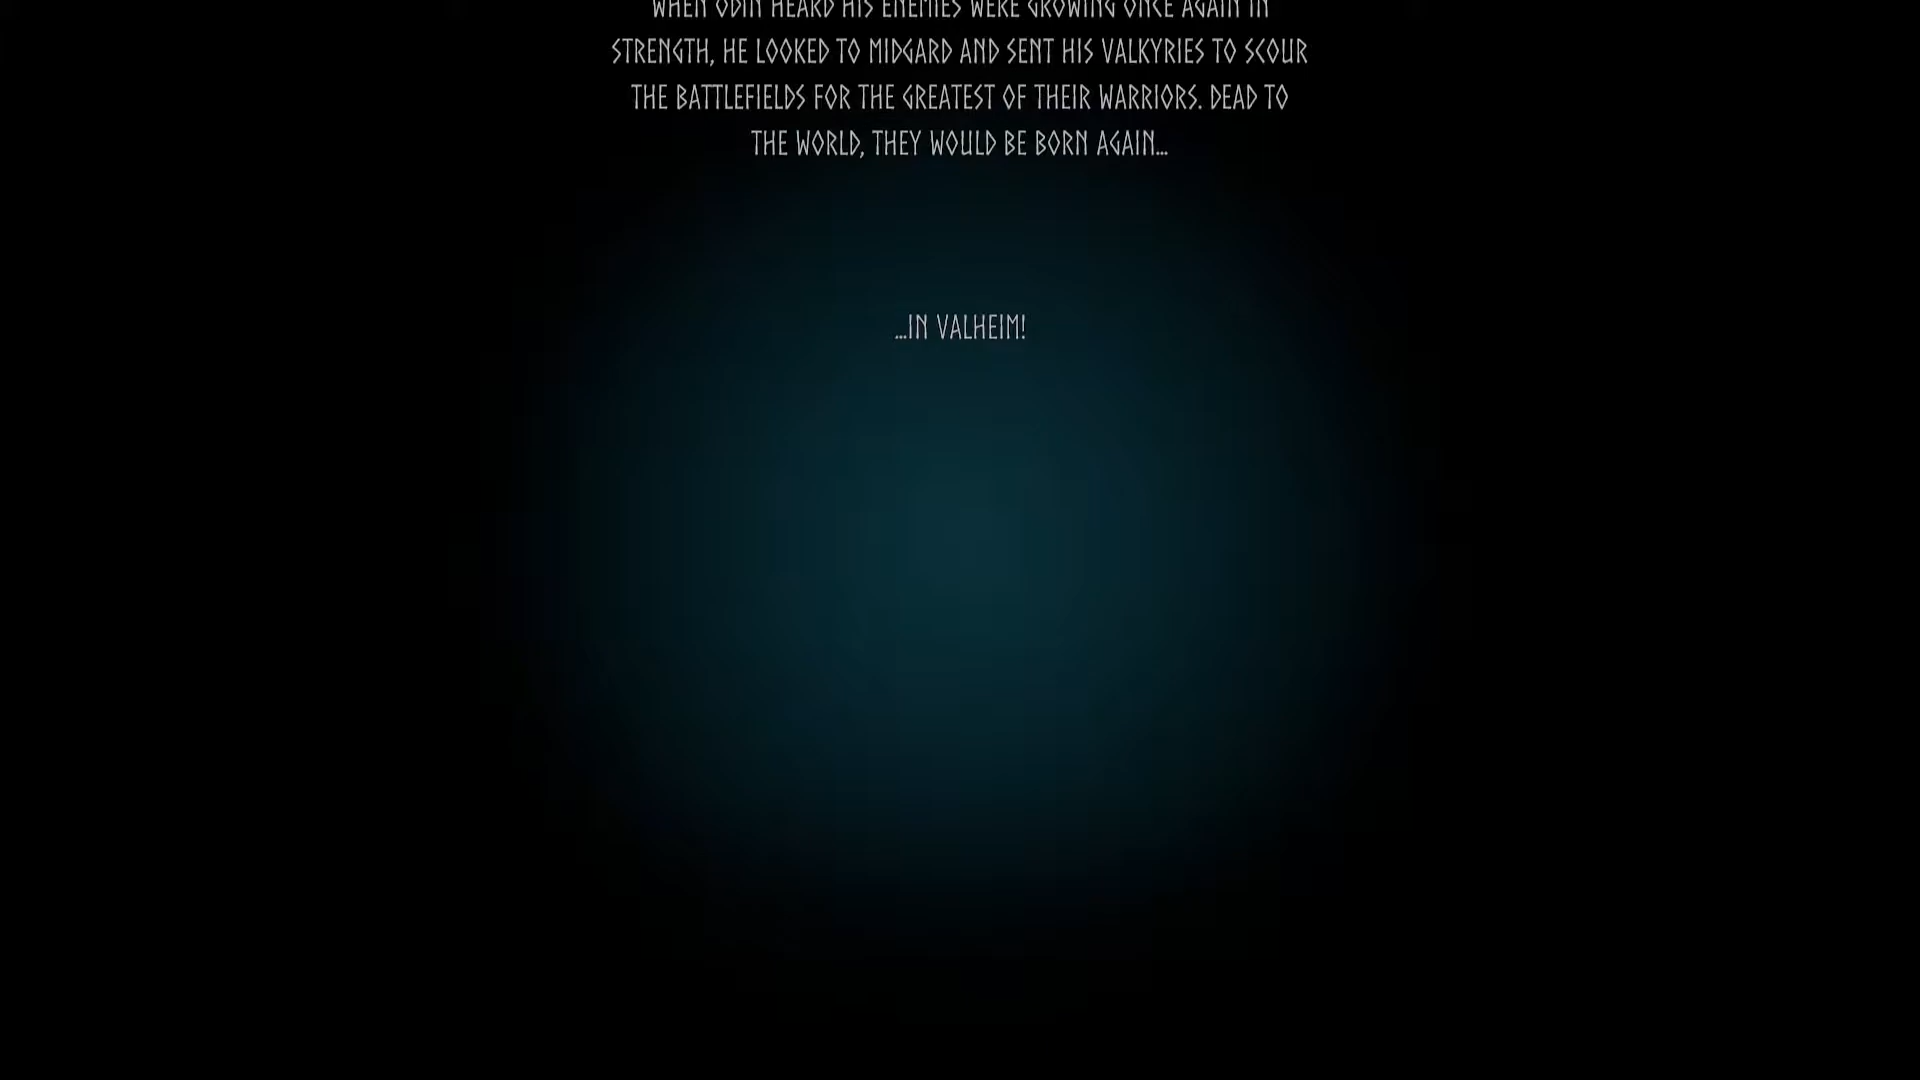 WHEN ODIN HEARD HIS ENEMIES WERE GROWING ONCE AGAIN IN
STRENGTH, HE LOOKED TO MIDGARD AND SENT HIS VALKYRIES TO SCOUR
THE BATTLEFIELDS FOR THE GREATEST OF THEIR WARRIORS. DEAD TO
THE WORLD, THEY WOULD BE BORN AGAIN...
...IN VALHEIM!